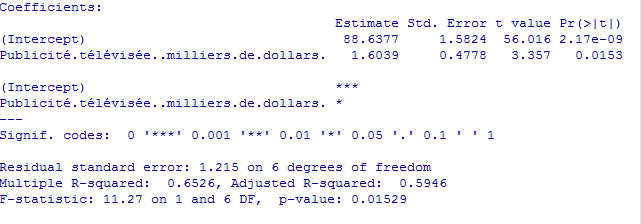 Coefficients:
Estimate Std. Error t value Pr(>|t|)
(Intercept) 88.6377 1.5824 56.016 2.17e-09
Publicité.télévisée..milliers.de.dollars. 1.6039 0.4778 3.357 0.0153
(Intercept) ***
Publicité.télévisée..milliers.de.dollars. *
---
Signif. codes: 0 '***' 0.001 '**' 0.01 '*' 0.05 '.' 0.1 ' ' 1
Residual standard error: 1.215 on 6 degrees of freedom
Multiple R-squared: 0.6526, Adjusted R-squared: 0.5946
F-statistic: 11.27 on 1 and 6 DF, p-value: 0.01529